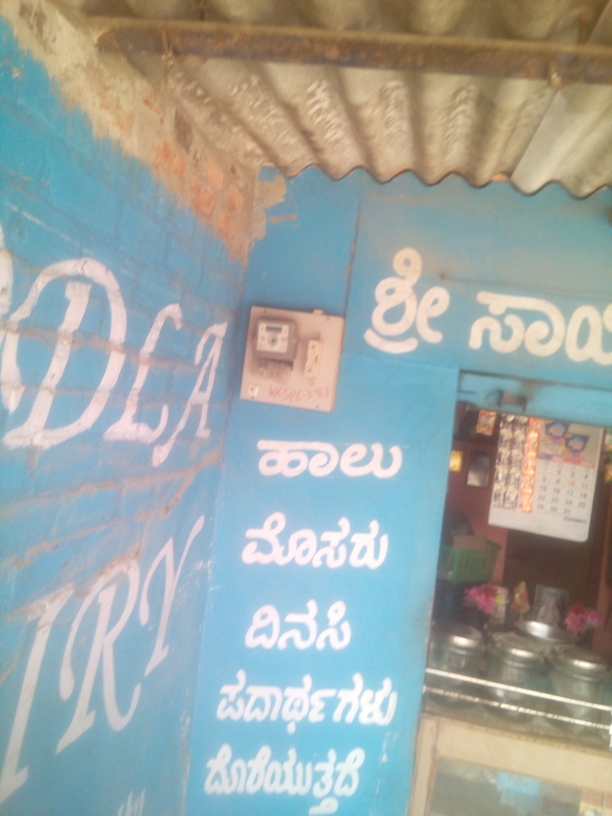 ಶ್ರೀ ಸಾಯಿ
DLA
IRY
ಹಾಲು
ಮೊಸರು
ದಿನಸಿ
ಪದಾರ್ಥಗಳು
ದೊರೆಯುತ್ತದೆ